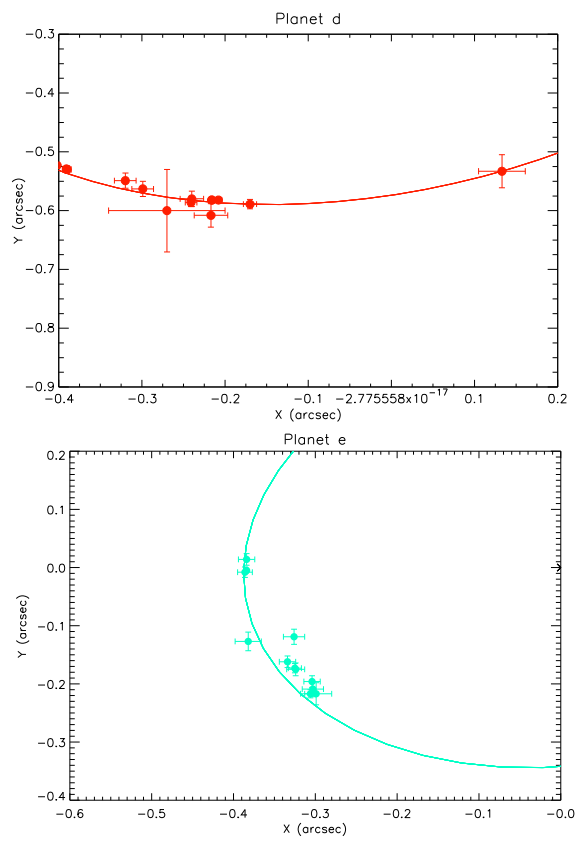 Planet d
−0.3
−0.4
−0.5
−0.6
−0.7
−0.8
−0.9
Y (arcsec)
−0.4 −0.3 −0.2 −0.1 −2.775558x10−17 0.1 0.2
X (arcsec)
Planet e
0.2
0.1
0.0
−0.1
−0.2
−0.3
−0.4
Y (arcsec)
−0.6 −0.5 −0.4 −0.3 −0.2 −0.1 −0.0
X (arcsec)